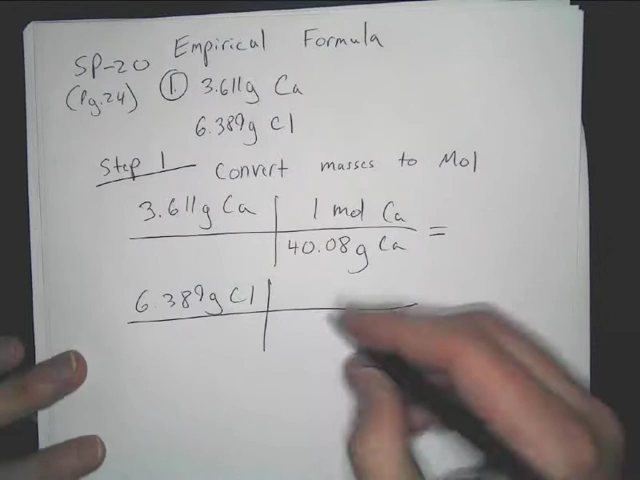 Empirical Formula
SP-20
(Pg.24) 1. 3.611g Ca
6.389g Cl
Step 1 Convert masses to Mol
3.611g Ca 1 mol Ca
40.08g Ca =
6.389g Cl